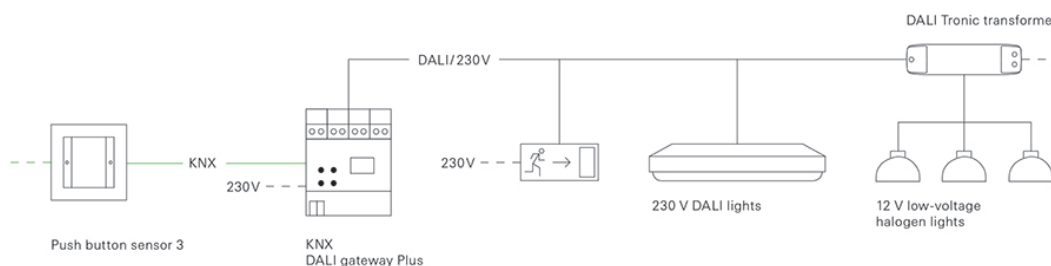 DALI Tronic transforme
DALI/230V
KNX
230V
230V
Push button sensor 3
KNX
DALI gateway Plus
230 V DALI lights
12 V low-voltage
halogen lights